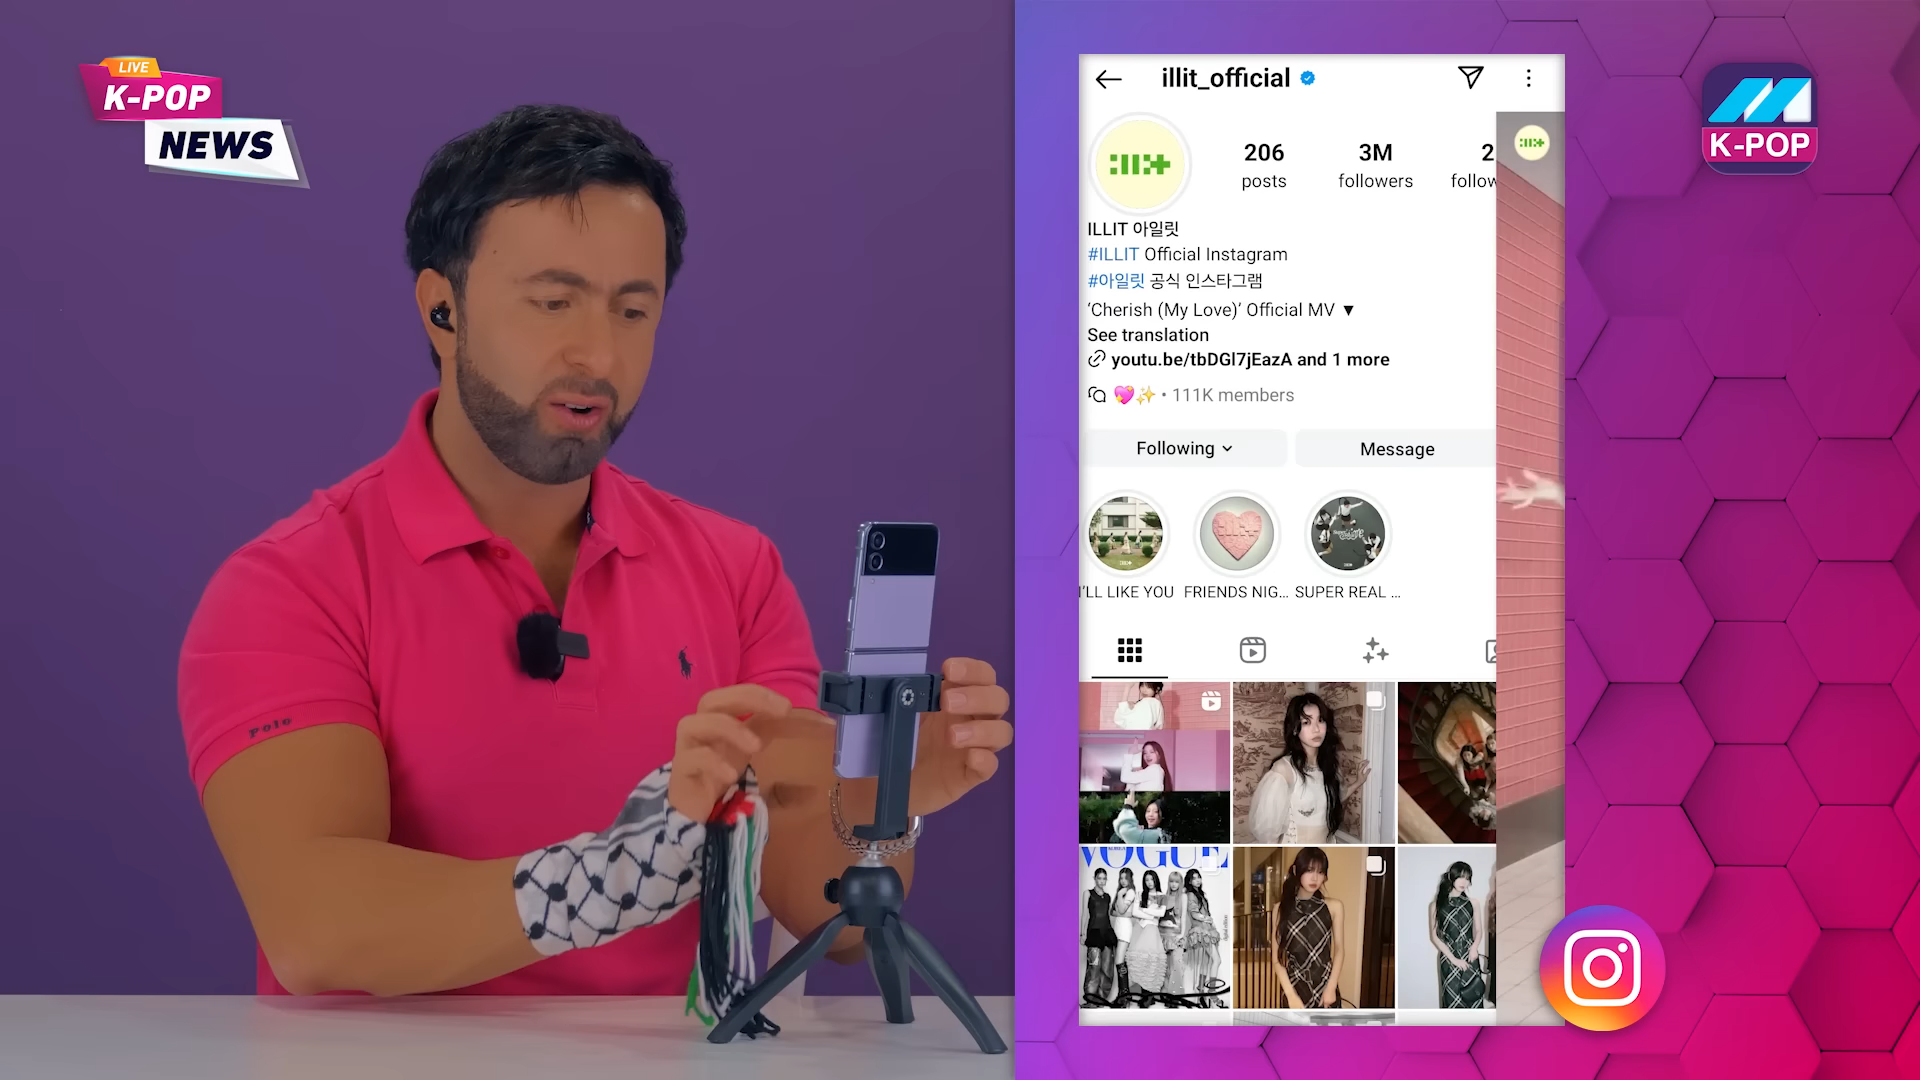 LIVE
K-POP
NEWS
Polo
illit_official
206
posts
3M
followers
2
follow
ILLIT 아일릿
#ILLIT Official Instagram
#아일릿 공식 인스타그램
‘Cherish (My Love)’ Official MV ▼
See translation
youtu.be/tbDGl7jEazA and 1 more
💖✨ • 111K members
Following
Message
I'LL LIKE YOU
FRIENDS NIG...
SUPER REAL ...
VOGUE
K-POP